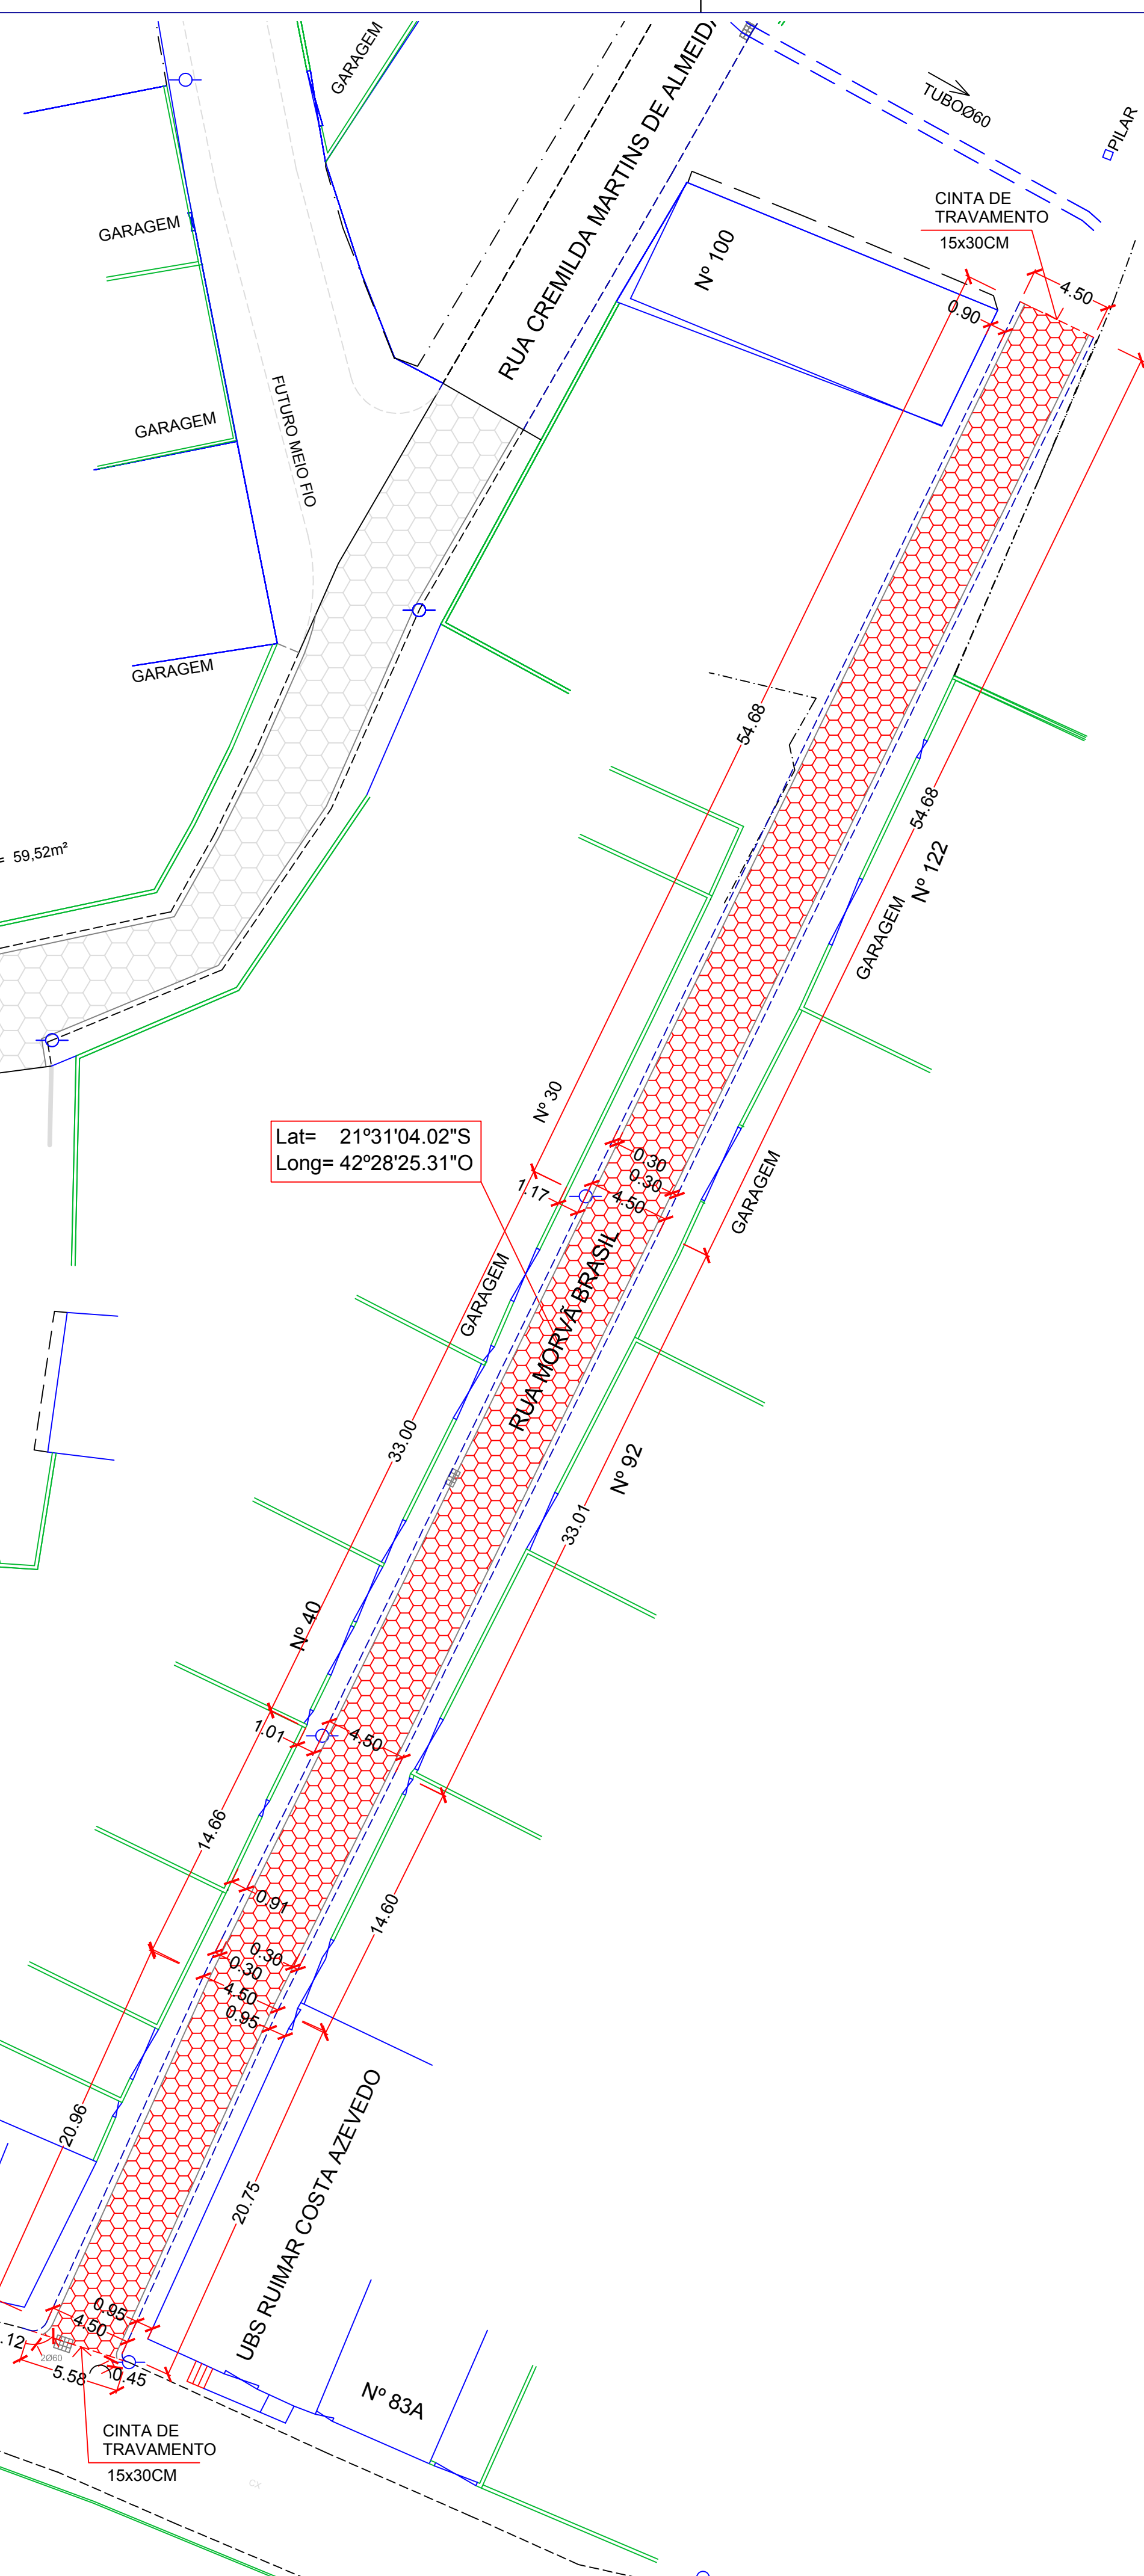 GARAGEM
RUA CREMILDA MARTINS DE ALMEID
TUBOØ60
PILAR
CINTA DE
TRAVAMENTO
15x30CM
GARAGEM
Nº 100
4.50
0.90
FUTURO MEIO FIO
GARAGEM
GARAGEM
54.68
54.68
= 59,52m²
Nº 122
GARAGEM
Nº 30
Lat= 21º31'04.02"S
Long= 42º28'25.31"O
0.30
0.30
4.50
1.17
GARAGEM
RUA MORVÃ BRASIL
GARAGEM
33.00
Nº 92
33.01
Nº 40
1.01
4.50
14.66
0.91
14.60
0.30
0.30
4.50
0.95
20.96
UBS RUIMAR COSTA AZEVEDO
20.75
0.95
4.50
.12
2Ø60
5.58
0.45
Nº 83A
CINTA DE
TRAVAMENTO
15x30CM
CX